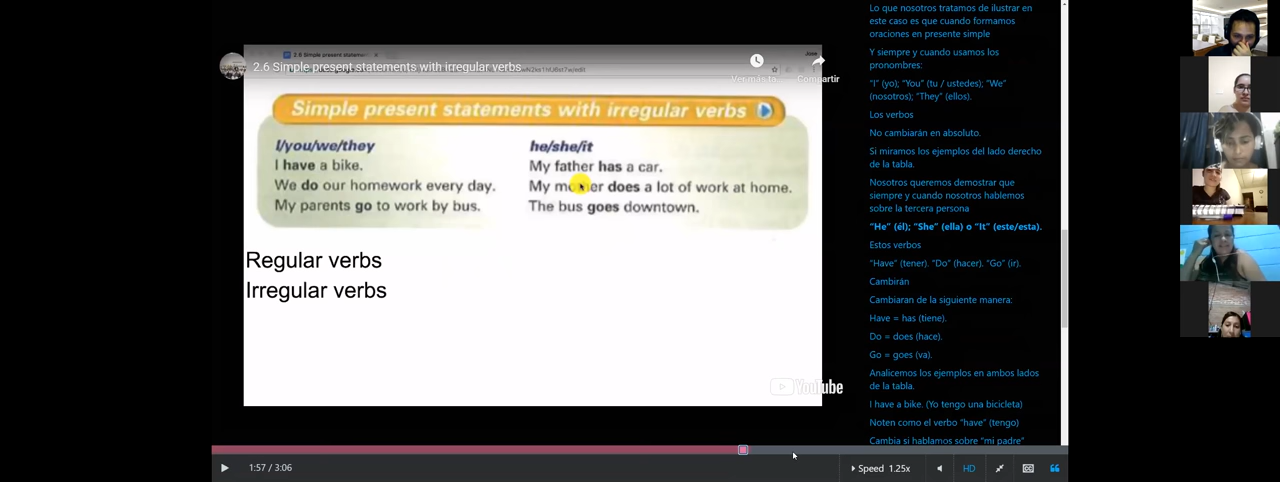 2.6 Simple present statements with irregular verbs
Compartir
Simple present statements with irregular verbs
I/you/we/they
I have a bike.
We do our homework every day.
My parents go to work by bus.
he/she/it
My father has a car.
My mother does a lot of work at home.
The bus goes downtown.
Regular verbs
Irregular verbs
YouTube
1:57 / 3:06
Speed 1.25x
HD
Lo que nosotros tratamos de ilustrar en
este caso es que cuando formamos
oraciones en presente simple
Y siempre y cuando usamos los
pronombres:
"I" (yo); "You" (tu / ustedes); "We"
(nosotros); "They" (ellos).
Los verbos
No cambiarán en absoluto.
Si miramos los ejemplos del lado derecho
de la tabla.
Nosotros queremos demostrar que
siempre y cuando nosotros hablemos
sobre la tercera persona
"He" (él); "She" (ella) o "It" (este/esta).
Estos verbos
"Have" (tener). "Do" (hacer). "Go" (ir).
Cambirán
Cambiaran de la siguiente manera:
Have = has (tiene).
Do = does (hace).
Go = goes (va).
Analicemos los ejemplos en ambos lados
de la tabla.
I have a bike. (Yo tengo una bicicleta)
Noten como el verbo "have" (tengo)
Cambia si hablamos sobre "mi padre"